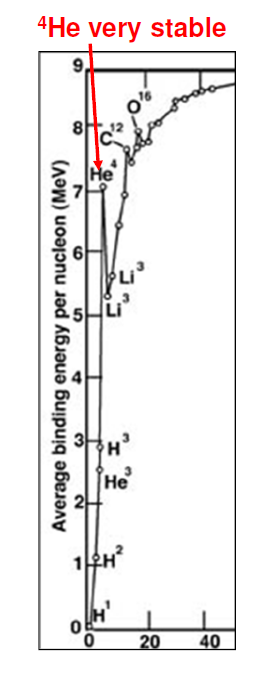 ⁴He very stable
Average binding energy per nucleon (MeV)
9
8
7
6
5
4
3
2
1
0
O¹⁶
C¹²
He⁴
Li³
Li³
H³
He³
H²
H¹
0
20
40